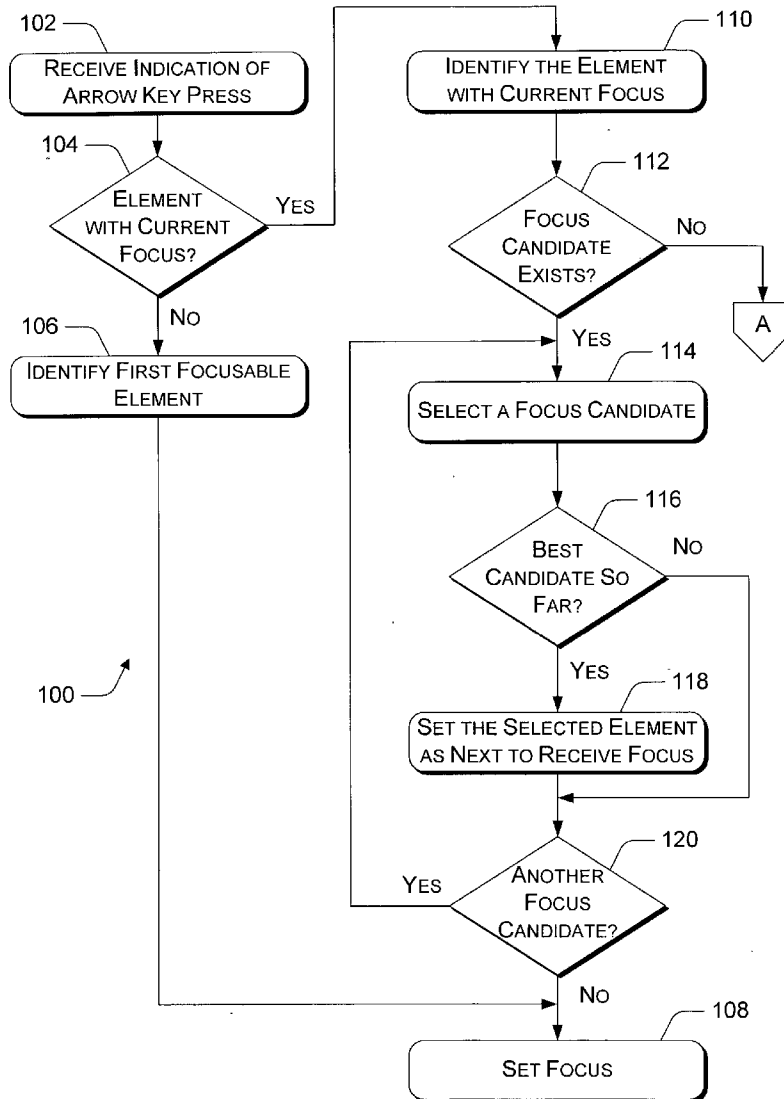 102
RECEIVE INDICATION OF
ARROW KEY PRESS
104
ELEMENT
WITH CURRENT
FOCUS?
YES
NO
106
IDENTIFY FIRST FOCUSABLE
ELEMENT
100
110
IDENTIFY THE ELEMENT
WITH CURRENT FOCUS
112
FOCUS
CANDIDATE
EXISTS?
NO
A
YES
114
SELECT A FOCUS CANDIDATE
116
BEST
CANDIDATE SO
FAR?
NO
YES
118
SET THE SELECTED ELEMENT
AS NEXT TO RECEIVE FOCUS
120
ANOTHER
FOCUS
CANDIDATE?
YES
NO
108
SET FOCUS